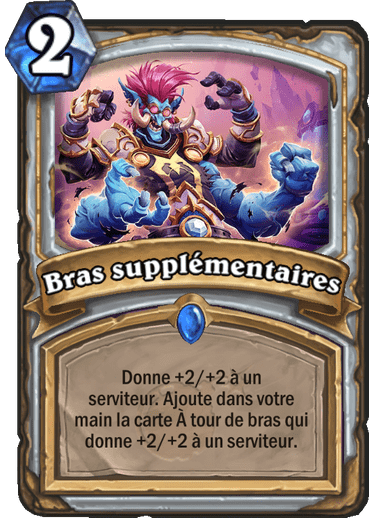 2
Bras supplémentaires
Donne +2/+2 à un
serviteur. Ajoute dans votre
main la carte À tour de bras qui
donne +2/+2 à un serviteur.